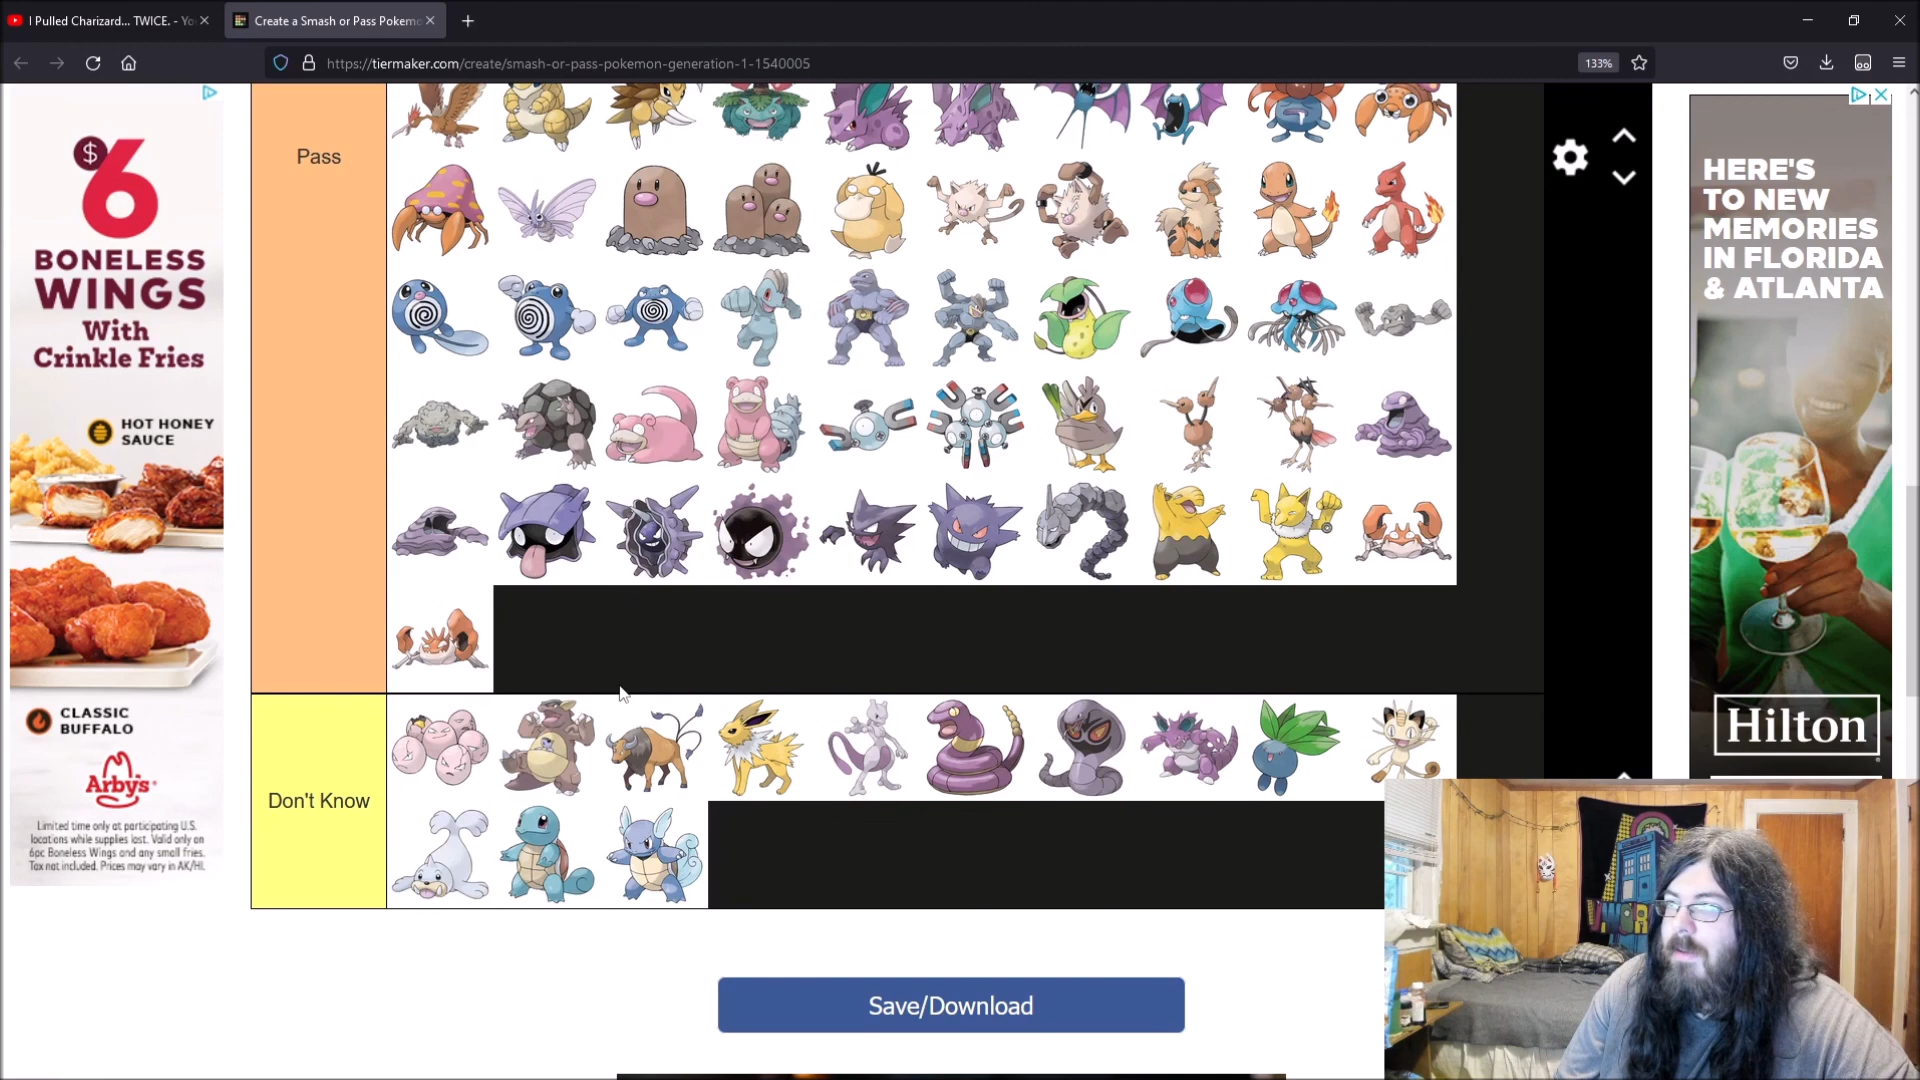 I Pulled Charizard... TWICE. - Yo
Create a Smash or Pass Pokemo
https://tiermaker.com/create/smash-or-pass-pokemon-generation-1-1540005
133%
$6
BONELESS
WINGS
With
Crinkle Fries
HOT HONEY
SAUCE
CLASSIC
BUFFALO
Arby's
Limited time only at participating U.S.
locations while supplies last. Valid only on
6pc Boneless Wings and any small fries.
Tax not included. Prices may vary in AK/HI.
Pass
Don't Know
Save/Download
HERE'S
TO NEW
MEMORIES
IN FLORIDA
& ATLANTA
Hilton